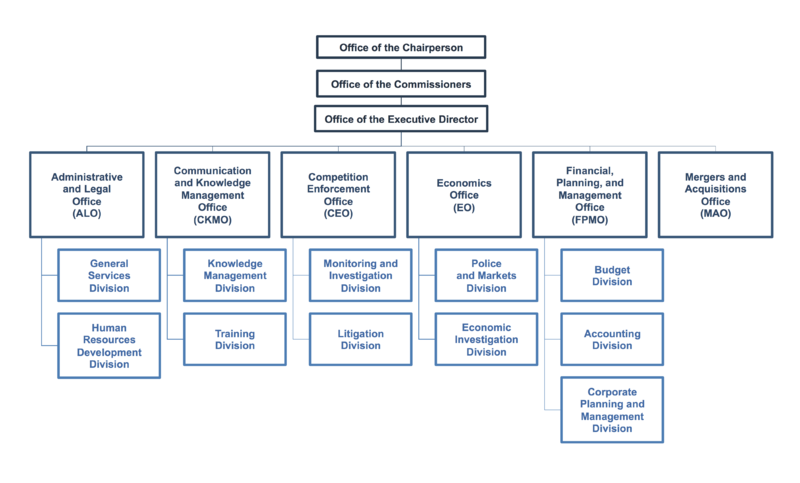 Office of the Chairperson
Office of the Commissioners
Office of the Executive Director
Administrative
and Legal
Office
(ALO)
Communication
and Knowledge
Management
Office
(CKMO)
Competition
Enforcement
Office
(CEO)
Economics
Office
(EO)
Financial,
Planning, and
Management
Office
(FPMO)
Mergers and
Acquisitions
Office
(MAO)
General
Services
Division
Knowledge
Management
Division
Monitoring and
Investigation
Division
Police
and Markets
Division
Budget
Division
Human
Resources
Development
Division
Training
Division
Litigation
Division
Economic
Investigation
Division
Accounting
Division
Corporate
Planning and
Management
Division